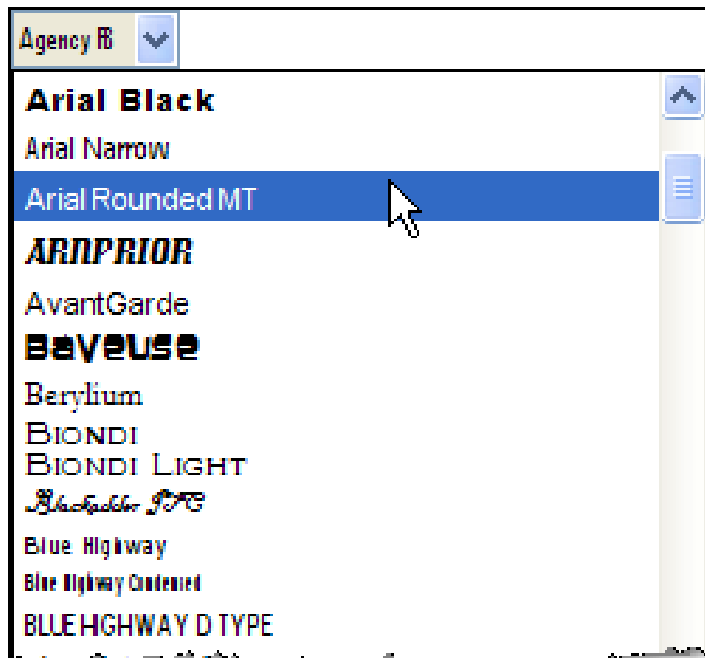 Agency FB
Arial Black
Arial Narrow
Arial Rounded MT
ARNPRIOR
AvantGarde
Baveuse
Berylium
BIONDI
BIONDI LIGHT
Blackadder ITC
Blue Highway
Blue Highway Condensed
BLUE HIGHWAY D TYPE